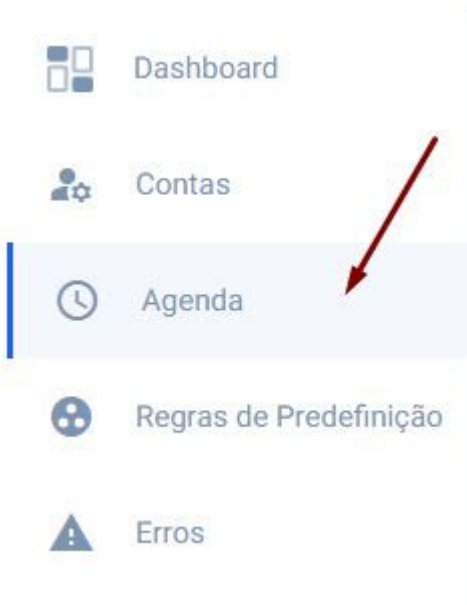 Dashboard
Contas
Agenda
Regras de Predefinição
Erros